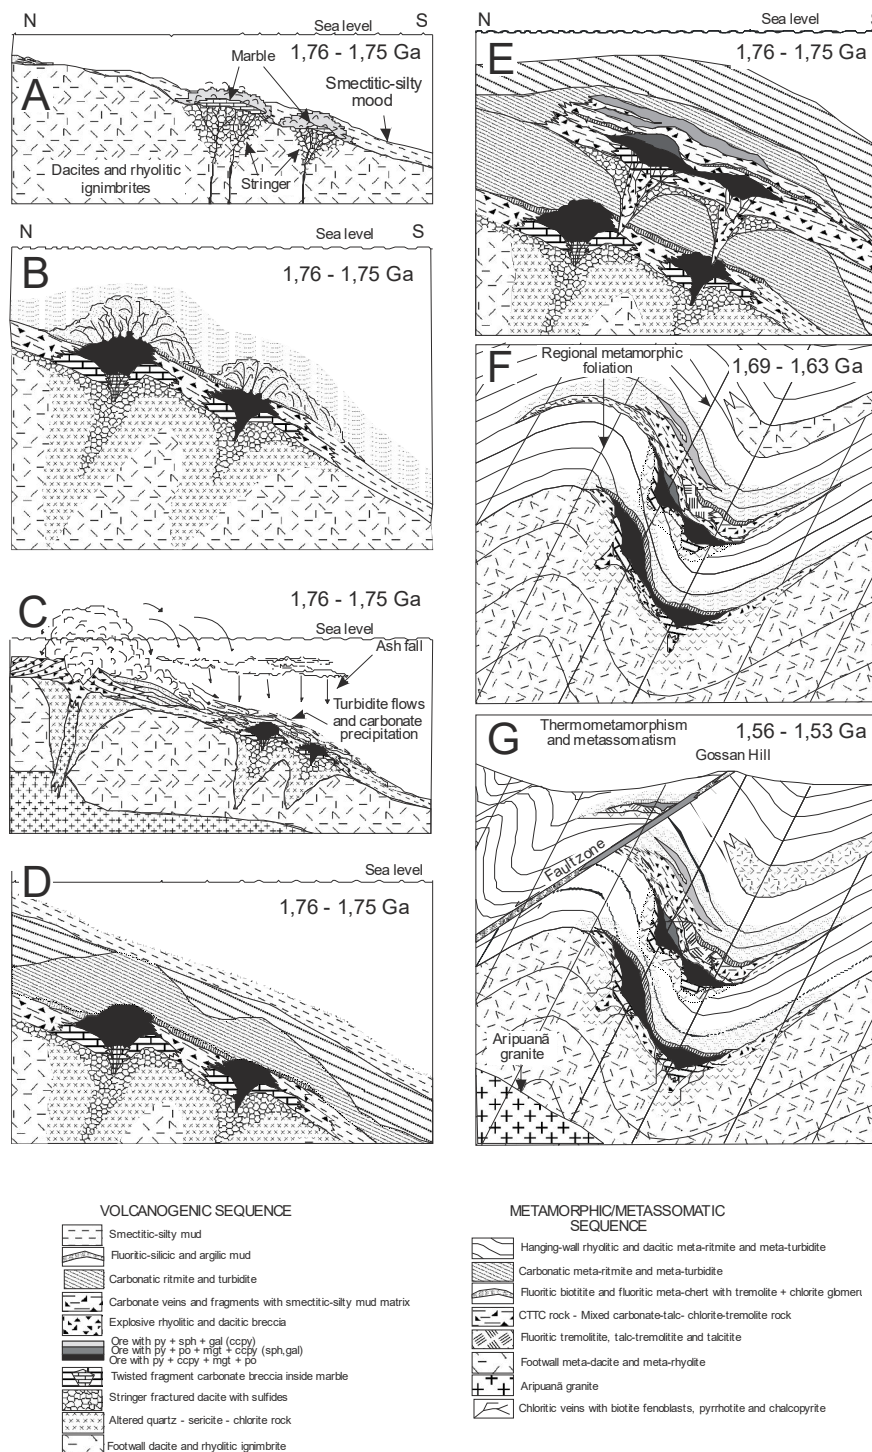 N
S
Sea level
1,76 - 1,75 Ga
A
Marble
Smectitic-silty
mood
Dacites and rhyolitic
ignimbrites
Stringer
N
Sea level
S
B
1,76 - 1,75 Ga
C
1,76 - 1,75 Ga
Sea level
Ash fall
Turbidite flows
and carbonate
precipitation
Sea level
D
1,76 - 1,75 Ga
N
Sea level
S
E
1,76 - 1,75 Ga
F
Regional metamorphic
foliation
1,69 - 1,63 Ga
G
Thermometamorphism
and metassomatism
1,56 - 1,53 Ga
Gossan Hill
Fault zone
Aripuanã
granite
VOLCANOGENIC SEQUENCE
Smectitic-silty mud
Fluoritic-silicic and argilic mud
Carbonatic ritmite and turbidite
Carbonate veins and fragments with smectitic-silty mud matrix
Explosive rhyolitic and dacitic breccia
Ore with py + sph + gal (ccpy)
Ore with py + po + mgt + ccpy (sph,gal)
Ore with py + ccpy + mgt + po
Twisted fragment carbonate breccia inside marble
Stringer fractured dacite with sulfides
Altered quartz - sericite - chlorite rock
Footwall dacite and rhyolitic ignimbrite
METAMORPHIC/METASSOMATIC
SEQUENCE
Hanging-wall rhyolitic and dacitic meta-ritmite and meta-turbidite
Carbonatic meta-ritmite and meta-turbidite
Fluoritic biotitite and fluoritic meta-chert with tremolite + chlorite glomeru
CTTC rock - Mixed carbonate-talc- chlorite-tremolite rock
Fluoritic tremolitite, talc-tremolitite and talcitite
Footwall meta-dacite and meta-rhyolite
Aripuanã granite
Chloritic veins with biotite fenoblasts, pyrrhotite and chalcopyrite